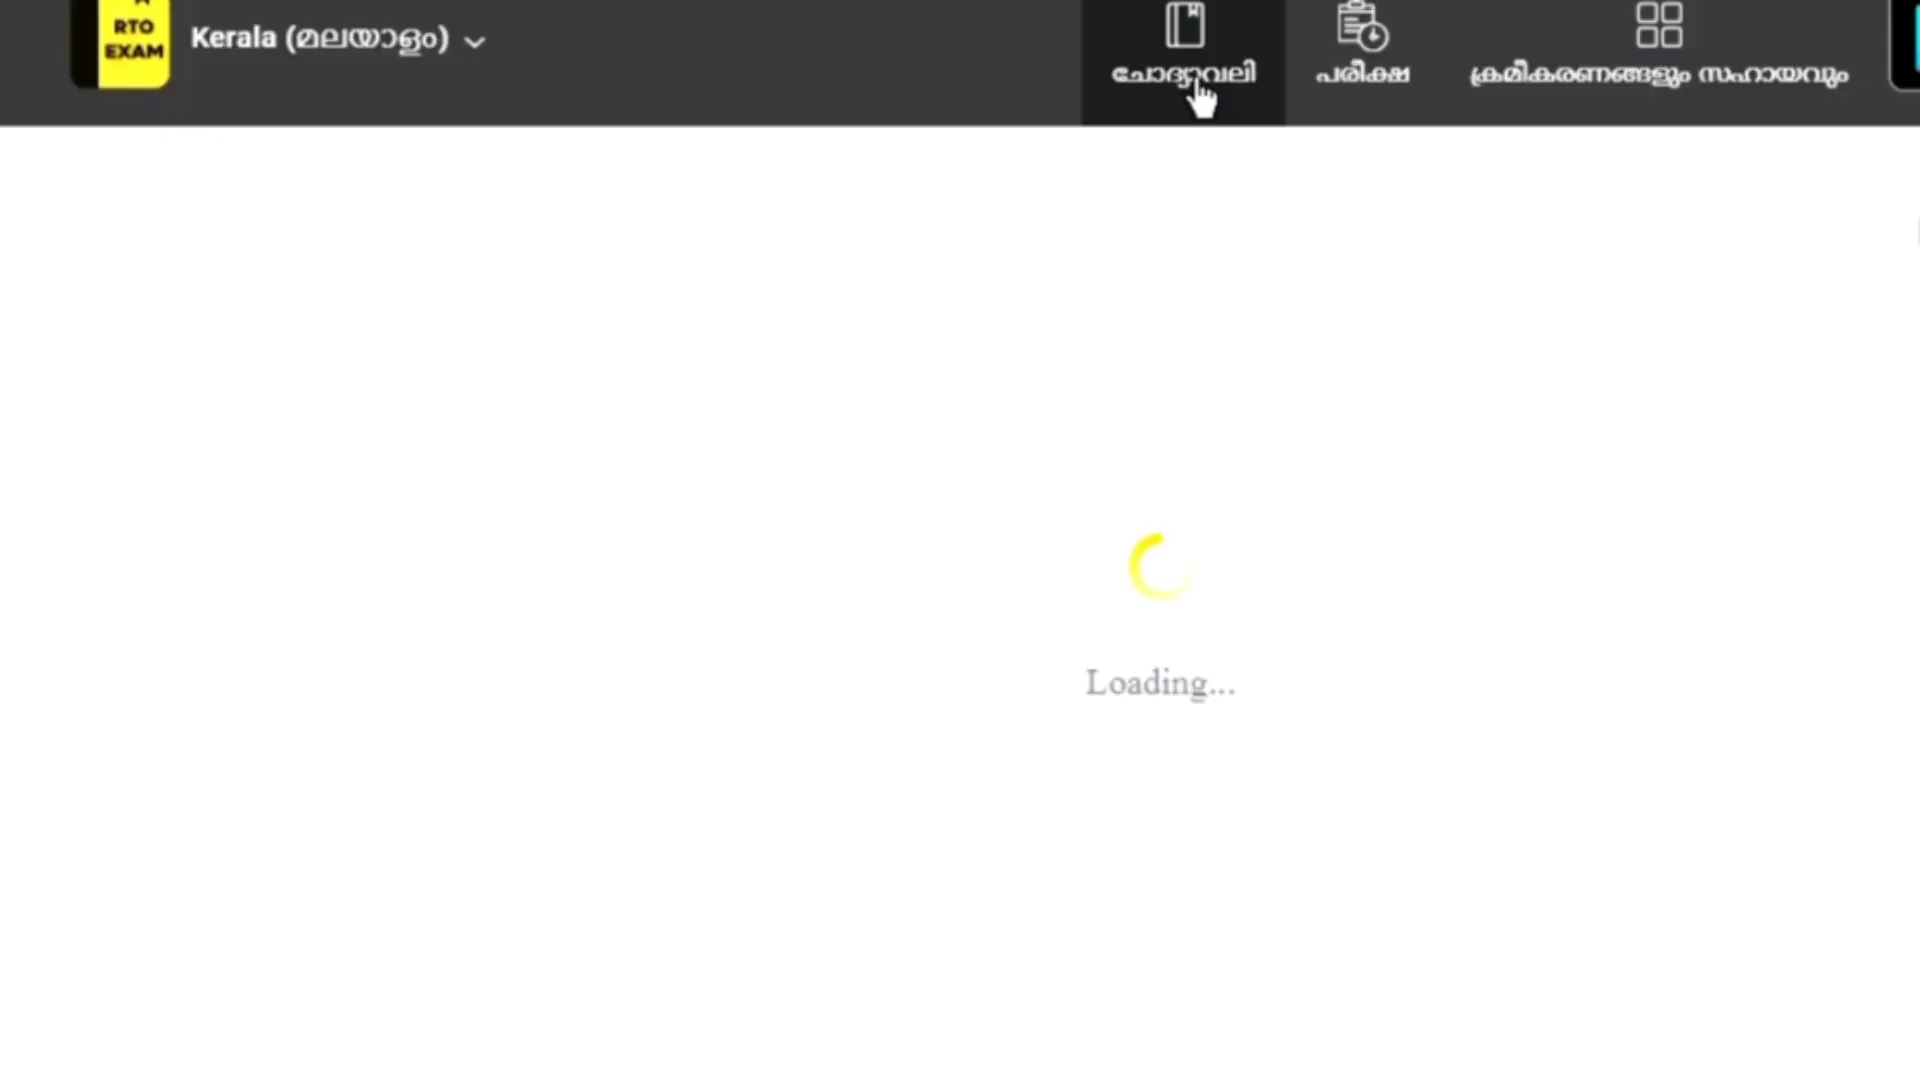 RTO
EXAM
Kerala (മലയാളം)
ചോദ്യാവലി
പരീക്ഷ
ക്രമീകരണങ്ങളും സഹായവും
Loading...